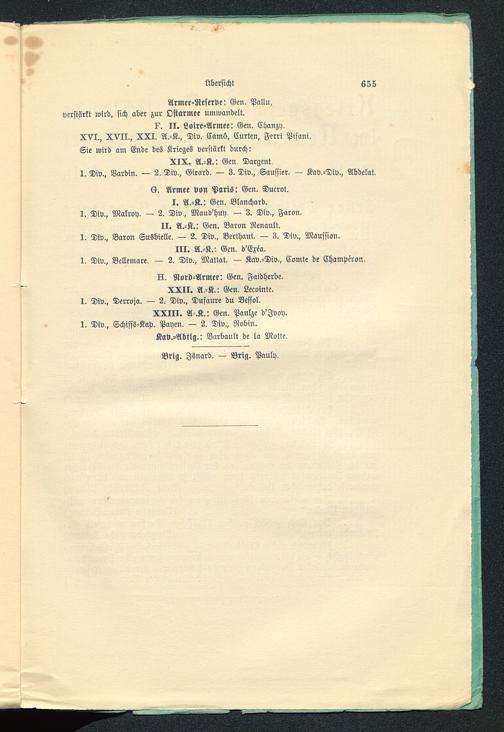 Übersicht 655
Armee-Reserve: Gen. Pallu,
verstärkt wird, sich aber zur Ostarmee umwandelt.
F. II. Loire-Armee: Gen. Chanzy.
XVI., XVII., XXI. A.-K., Div. Camô, Curten, Ferri Pisani.
Sie wird am Ende des Krieges verstärkt durch:
XIX. A.-K.: Gen. Dargent.
1. Div., Bardin. — 2. Div., Girard. — 3. Div., Saussier. — Kav.-Div., Abdelat.
G. Armee von Paris: Gen. Ducrot.
I. A.-K.: Gen. Blanchard.
1. Div., Malroy. — 2. Div., Maud'huy. — 3. Div., Faron.
II. A.-K.: Gen. Baron Renault.
1. Div., Baron Susbielle. — 2. Div., Berthaut. — 3. Div., Maussion.
III. A.-K.: Gen. d'Exéa.
1. Div., Bellemare. — 2. Div., Mattat. — Kav.-Div., Comte de Champéron.
H. Nord-Armee: Gen. Faidherbe.
XXII. A.-K.: Gen. Lecointe.
1. Div., Derroja. — 2. Div., Dufaure du Bessol.
XXIII. A.-K.: Gen. Paulze d'Ivoy.
1. Div., Schiffs-Kap. Payen. — 2. Div., Robin.
Kav.-Abtlg.: Barbault de la Motte.
Brig. Isnard. — Brig. Pauly.